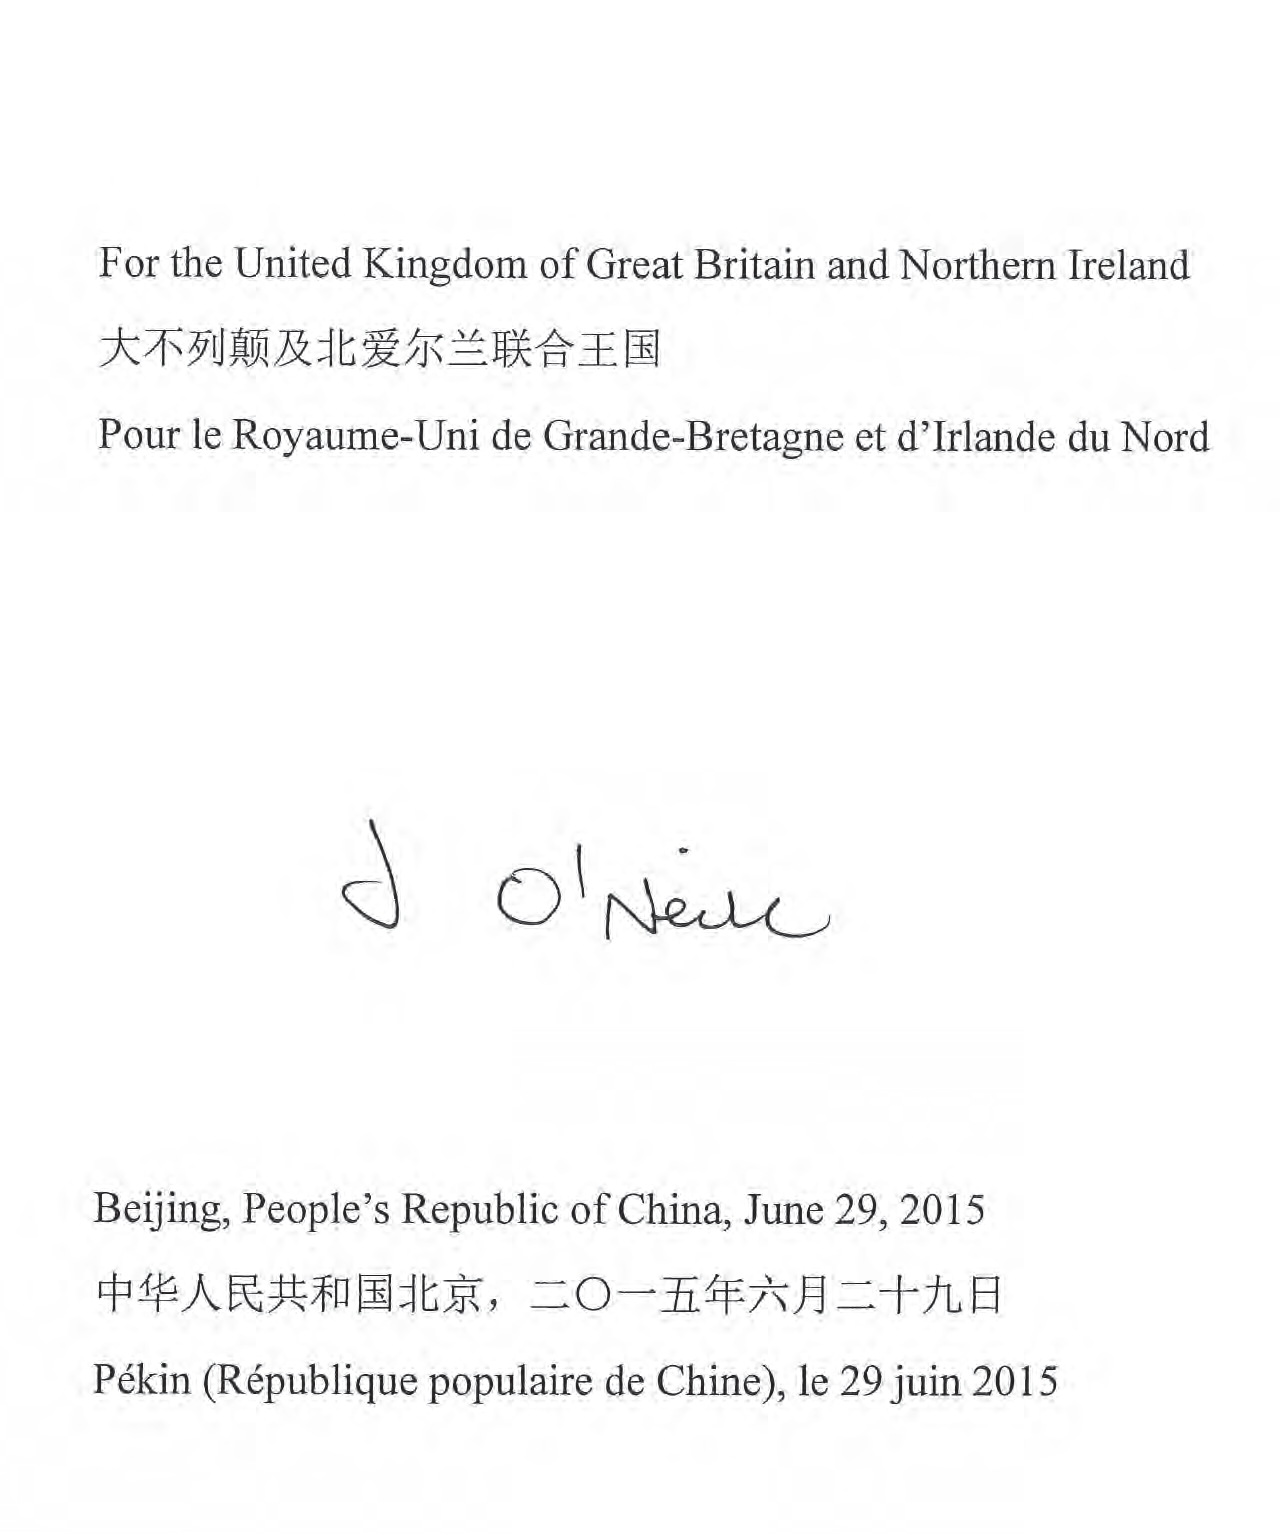 For the United Kingdom of Great Britain and Northern Ireland
大不列颠及北爱尔兰联合王国
Pour le Royaume-Uni de Grande-Bretagne et d’Irlande du Nord
J O'Neill
Beijing, People’s Republic of China, June 29, 2015
中华人民共和国北京，二〇一五年六月二十九日
Pékin (République populaire de Chine), le 29 juin 2015